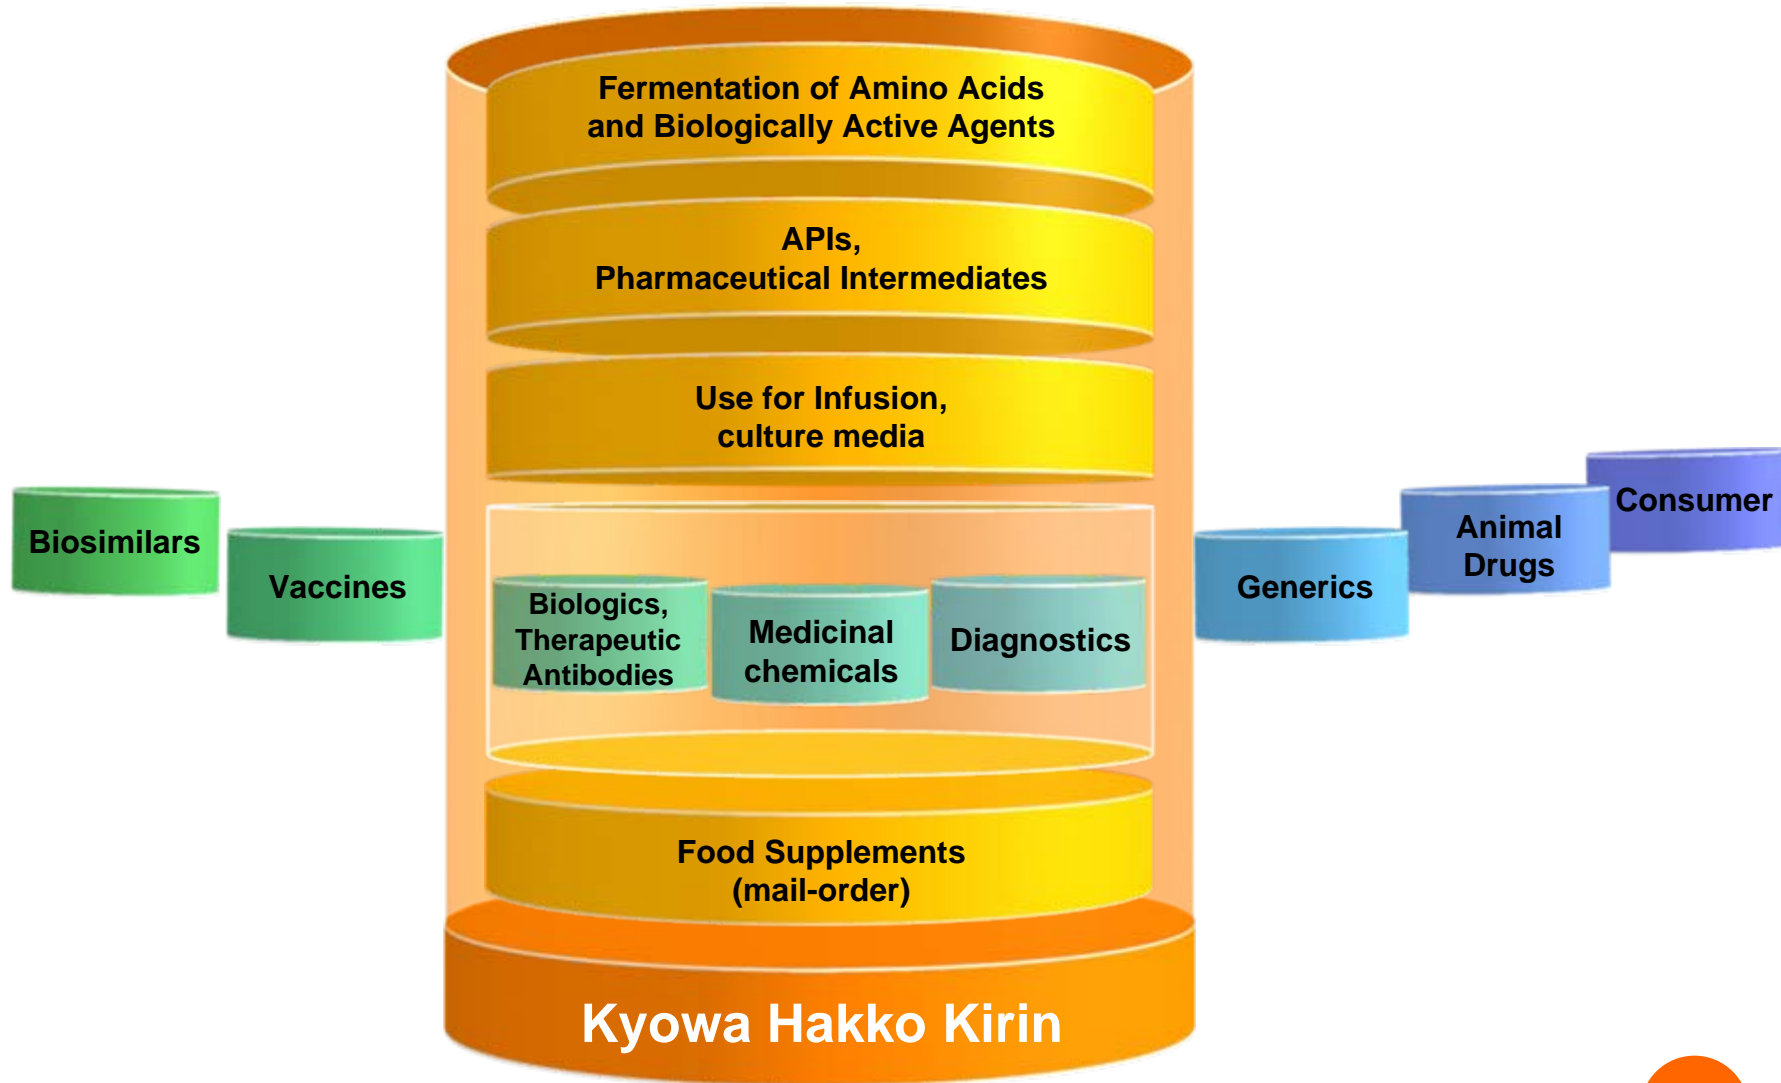 Fermentation of Amino Acids
and Biologically Active Agents
APIs,
Pharmaceutical Intermediates
Use for Infusion,
culture media
Biosimilars
Vaccines
Biologics,
Therapeutic
Antibodies
Medicinal
chemicals
Diagnostics
Generics
Animal
Drugs
Consumer
Food Supplements
(mail-order)
Kyowa Hakko Kirin